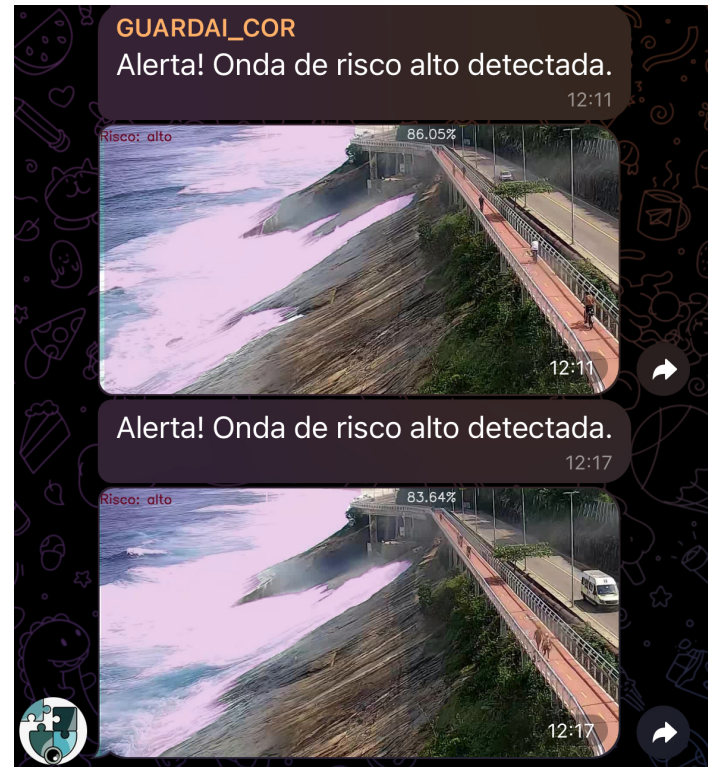 GUARDAI_COR
Alerta! Onda de risco alto detectada.
12:11
Risco: alto
86.05%
12:11
Alerta! Onda de risco alto detectada.
12:17
Risco: alto
83.64%
12:17